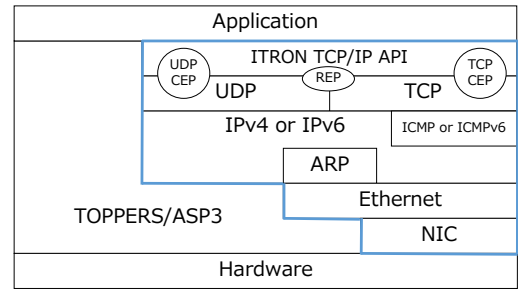 Application
ITRON TCP/IP API
UDP
CEP
REP
TCP
CEP
UDP
TCP
IPv4 or IPv6
ICMP or ICMPv6
ARP
Ethernet
TOPPERS/ASP3
NIC
Hardware